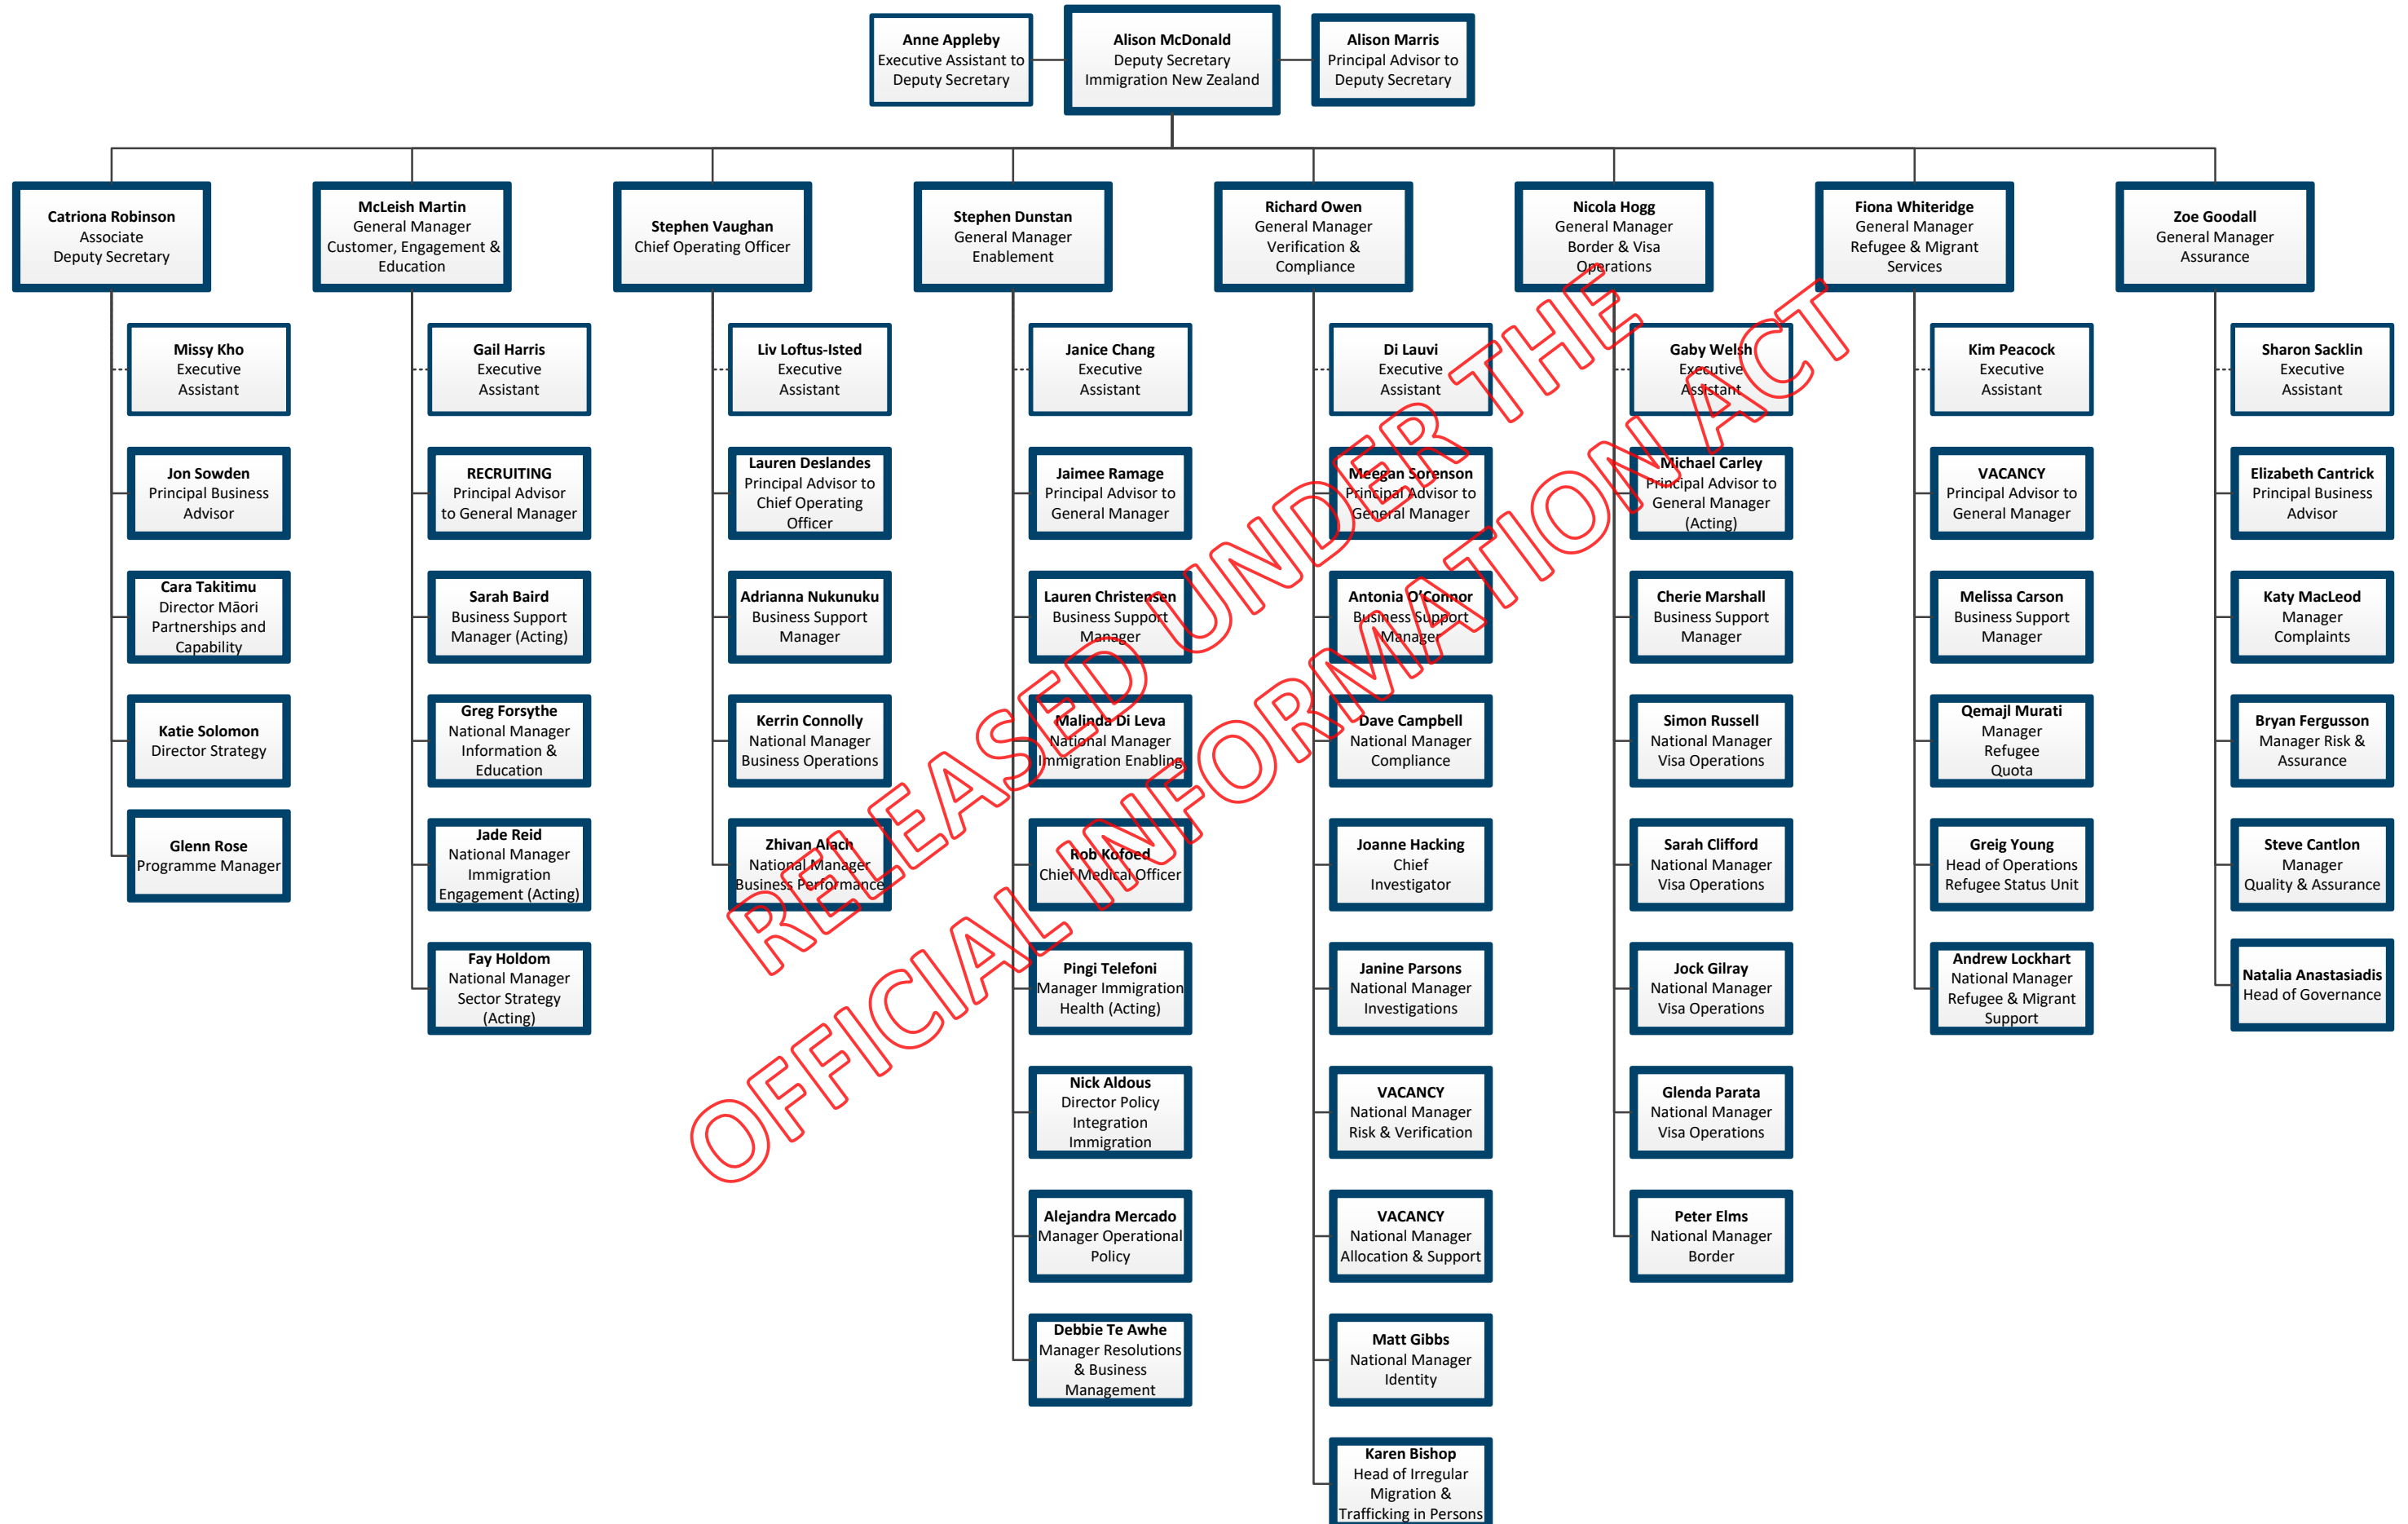 Anne Appleby
Executive Assistant to
Deputy Secretary
Alison McDonald
Deputy Secretary
Immigration New Zealand
Alison Marris
Principal Advisor to
Deputy Secretary
Catriona Robinson
Associate
Deputy Secretary
Missy Kho
Executive
Assistant
Jon Sowden
Principal Business
Advisor
Cara Takitimu
Director Māori
Partnerships and
Capability
Katie Solomon
Director Strategy
Glenn Rose
Programme Manager
McLeish Martin
General Manager
Customer, Engagement &
Education
Gail Harris
Executive
Assistant
RECRUITING
Principal Advisor
to General Manager
Sarah Baird
Business Support
Manager (Acting)
Greg Forsythe
National Manager
Information &
Education
Jade Reid
National Manager
Immigration
Engagement (Acting)
Fay Holdom
National Manager
Sector Strategy
(Acting)
Stephen Vaughan
Chief Operating Officer
Liv Loftus-Isted
Executive
Assistant
Lauren Deslandes
Principal Advisor to
Chief Operating
Officer
Adrianna Nukunuku
Business Support
Manager
Kerrin Connolly
National Manager
Business Operations
Zhivan Alach
National Manager
Business Performance
Stephen Dunstan
General Manager
Enablement
Janice Chang
Executive
Assistant
Jaimee Ramage
Principal Advisor to
General Manager
Lauren Christensen
Business Support
Manager
Malinda Di Leva
National Manager
Immigration Enabling
Rob Kofoed
Chief Medical Officer
Pingi Telefoni
Manager Immigration
Health (Acting)
Nick Aldous
Director Policy
Integration
Immigration
Alejandra Mercado
Manager Operational
Policy
Debbie Te Awhe
Manager Resolutions
& Business
Management
Richard Owen
General Manager
Verification &
Compliance
Di Lauvi
Executive
Assistant
Meegan Sorenson
Principal Advisor to
General Manager
Antonia O'Connor
Business Support
Manager
Dave Campbell
National Manager
Compliance
Joanne Hacking
Chief
Investigator
Janine Parsons
National Manager
Investigations
VACANCY
National Manager
Risk & Verification
VACANCY
National Manager
Allocation & Support
Matt Gibbs
National Manager
Identity
Karen Bishop
Head of Irregular
Migration &
Trafficking in Persons
Nicola Hogg
General Manager
Border & Visa
Operations
Gaby Welsh
Executive
Assistant
Michael Carley
Principal Advisor to
General Manager
(Acting)
Cherie Marshall
Business Support
Manager
Simon Russell
National Manager
Visa Operations
Sarah Clifford
National Manager
Visa Operations
Jock Gilray
National Manager
Visa Operations
Glenda Parata
National Manager
Visa Operations
Peter Elms
National Manager
Border
Fiona Whiteridge
General Manager
Refugee & Migrant
Services
Kim Peacock
Executive
Assistant
VACANCY
Principal Advisor to
General Manager
Melissa Carson
Business Support
Manager
Qemajl Murati
Manager
Refugee
Quota
Greig Young
Head of Operations
Refugee Status Unit
Andrew Lockhart
National Manager
Refugee & Migrant
Support
Zoe Goodall
General Manager
Assurance
Sharon Sacklin
Executive
Assistant
Elizabeth Cantrick
Principal Business
Advisor
Katy MacLeod
Manager
Complaints
Bryan Fergusson
Manager Risk &
Assurance
Steve Cantlon
Manager
Quality & Assurance
Natalia Anastasiadis
Head of Governance
RELEASED UNDER THE
OFFICIAL INFORMATION ACT